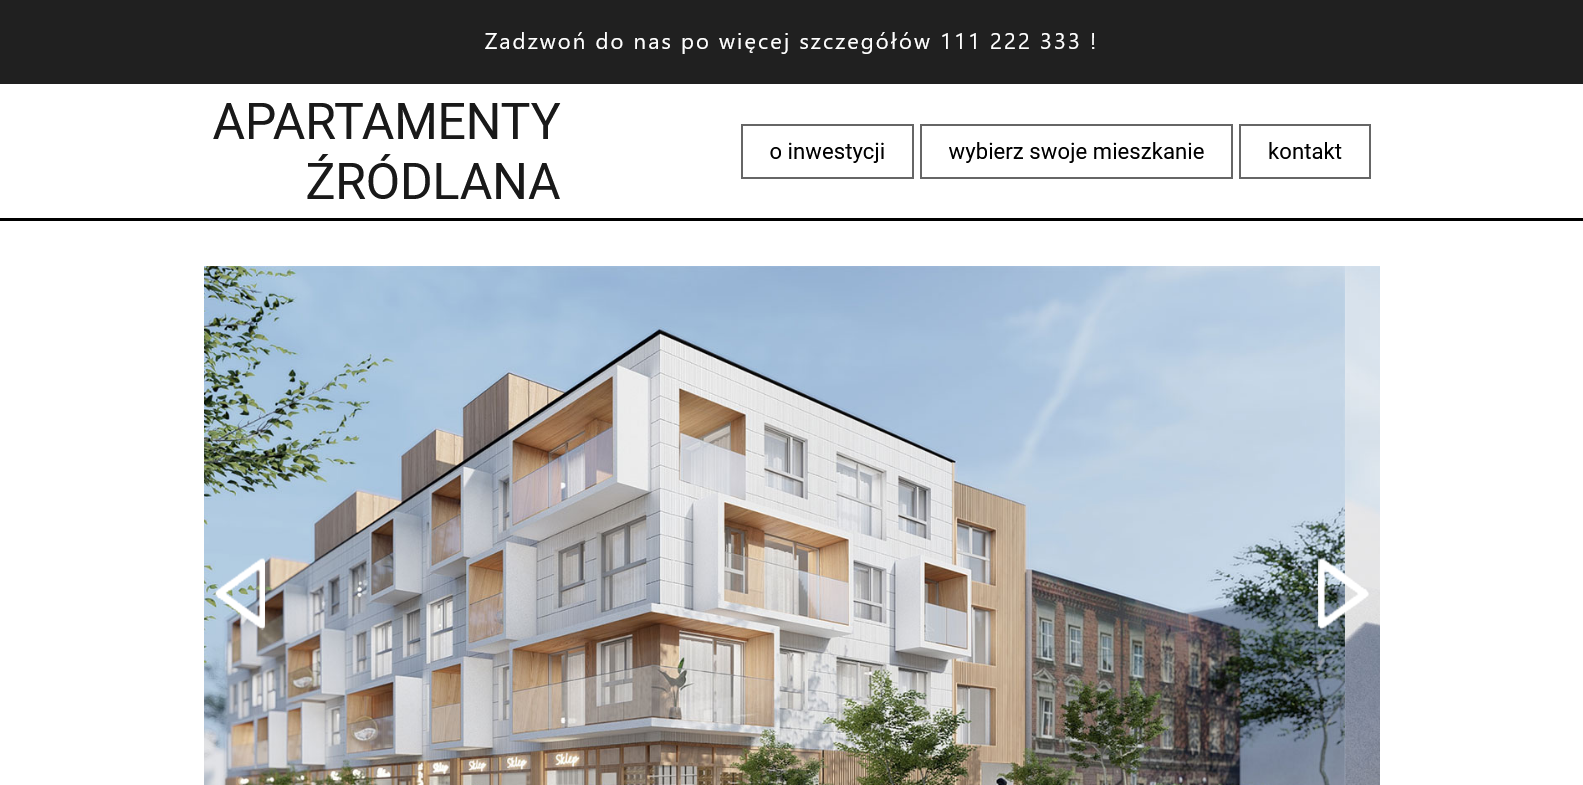 Zadzwoń do nas po więcej szczegółów 111 222 333 !
APARTAMENTY
ŹRÓDLANA
o inwestycji
wybierz swoje mieszkanie
kontakt
Sklep
Sklep
Sklep
Sklep